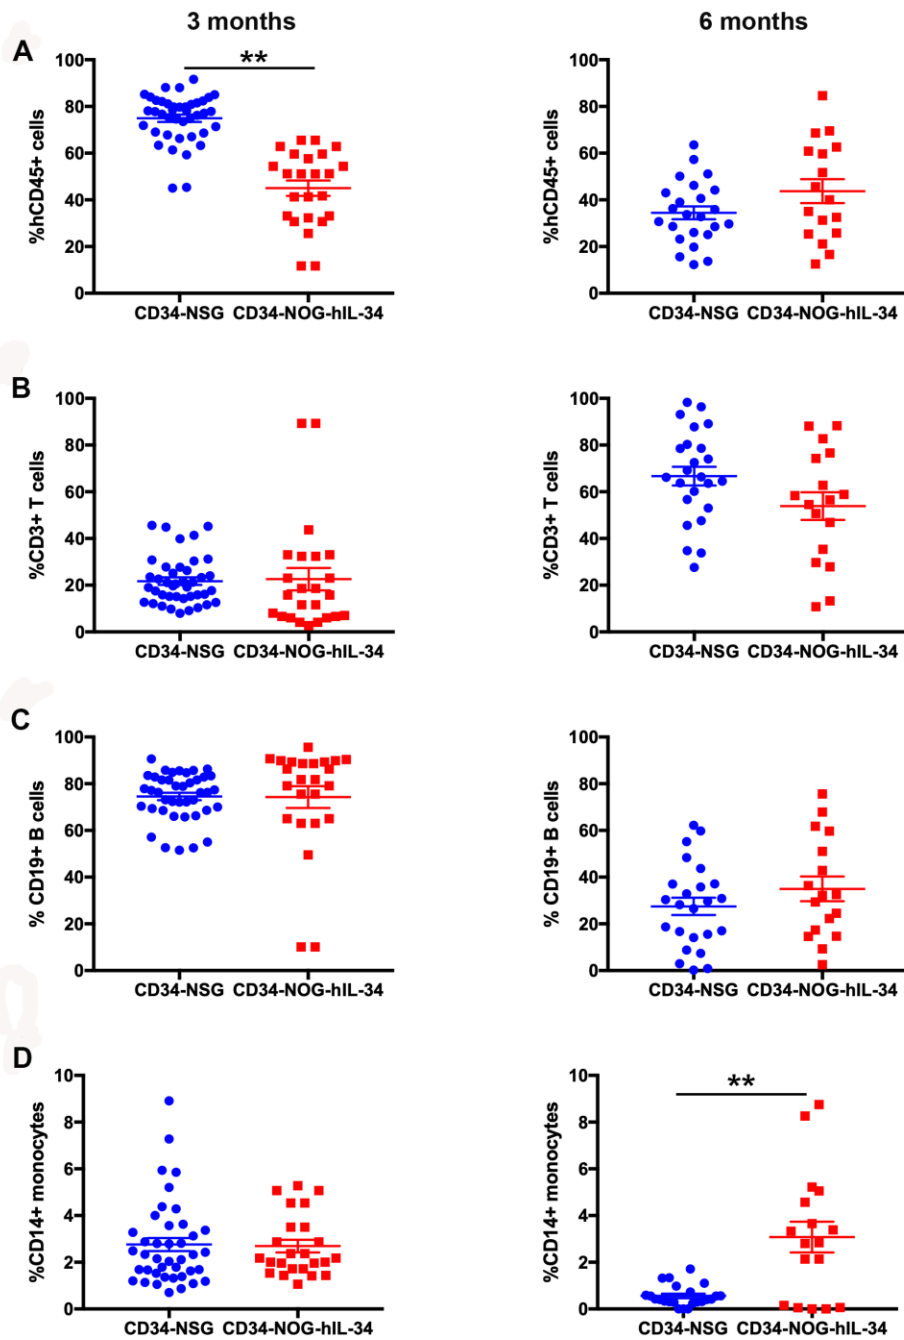 3 months
6 months
A
%hCD45+ cells
100
80
60
40
20
0
**
CD34-NSG CD34-NOG-hIL-34
%hCD45+ cells
100
80
60
40
20
0
CD34-NSG CD34-NOG-hIL-34
B
%CD3+ T cells
100
80
60
40
20
0
CD34-NSG CD34-NOG-hIL-34
%CD3+ T cells
100
80
60
40
20
0
CD34-NSG CD34-NOG-hIL-34
C
% CD19+ B cells
100
80
60
40
20
0
CD34-NSG CD34-NOG-hIL-34
% CD19+ B cells
100
80
60
40
20
0
CD34-NSG CD34-NOG-hIL-34
D
%CD14+ monocytes
10
8
6
4
2
0
CD34-NSG CD34-NOG-hIL-34
%CD14+ monocytes
10
8
6
4
2
0
**
CD34-NSG CD34-NOG-hIL-34